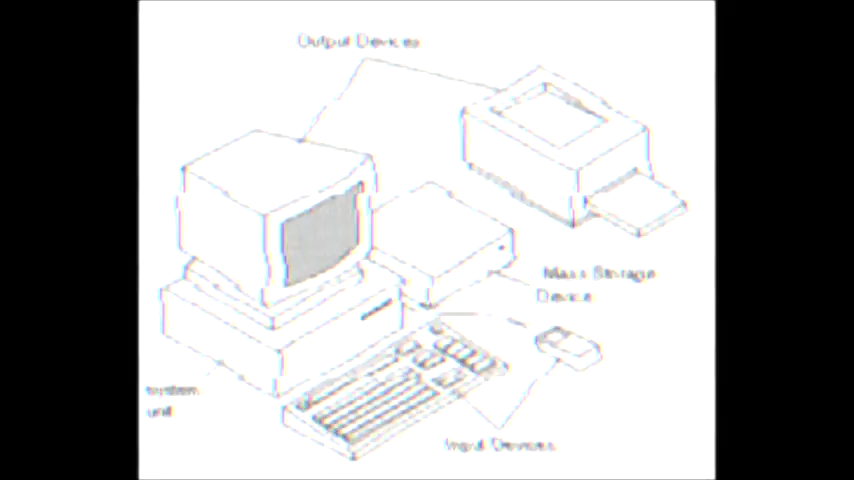 Output Devices
Mass Storage
Device
system
unit
Input Devices